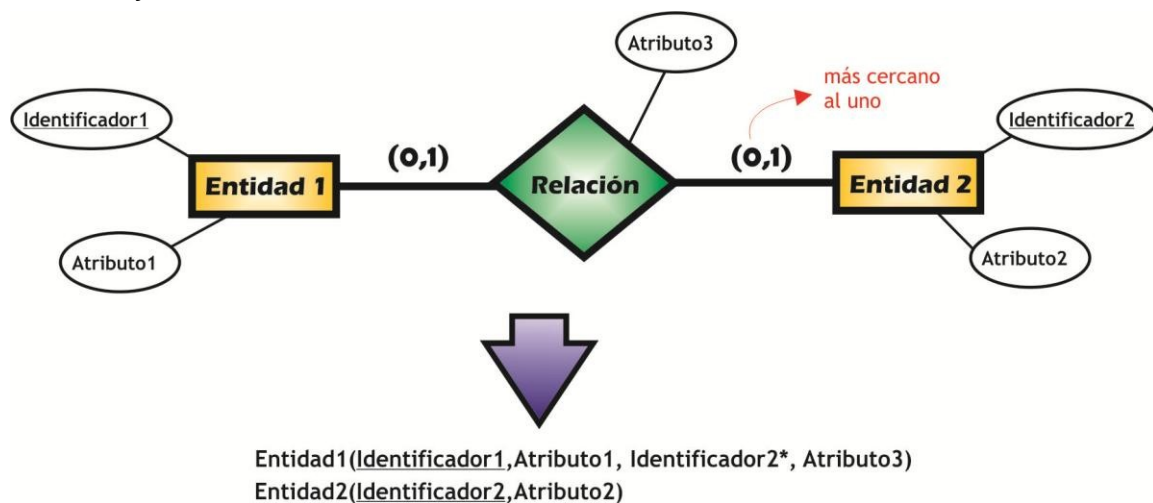 Atributo3
más cercano
al uno
Identificador1
Identificador2
(0,1)
(0,1)
Entidad 1
Relación
Entidad 2
Atributo1
Atributo2
Entidad1(Identificador1,Atributo1, Identificador2*, Atributo3)
Entidad2(Identificador2,Atributo2)